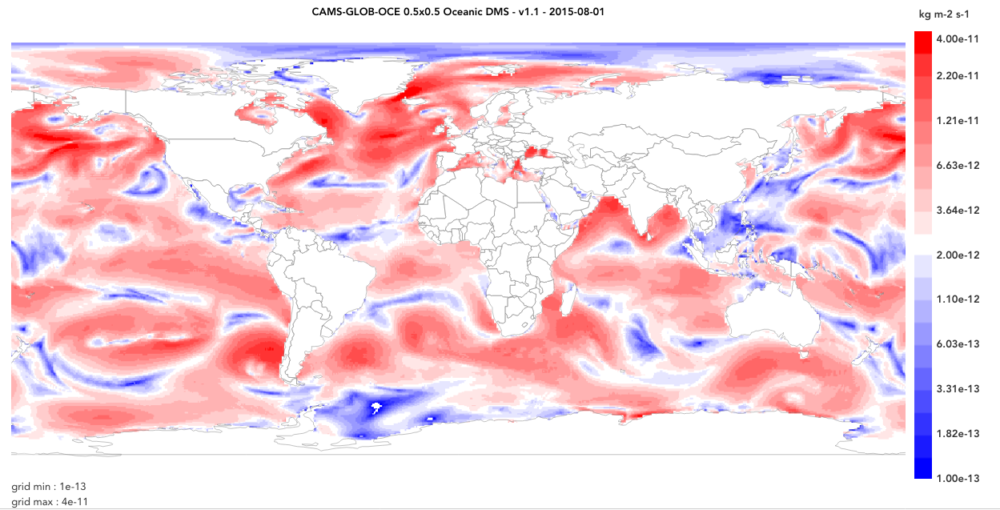 CAMS-GLOB-OCE 0.5x0.5 Oceanic DMS - v1.1 - 2015-08-01
kg m-2 s-1
4.00e-11
2.20e-11
1.21e-11
6.63e-12
3.64e-12
2.00e-12
1.10e-12
6.03e-13
3.31e-13
1.82e-13
1.00e-13
grid min : 1e-13
grid max : 4e-11